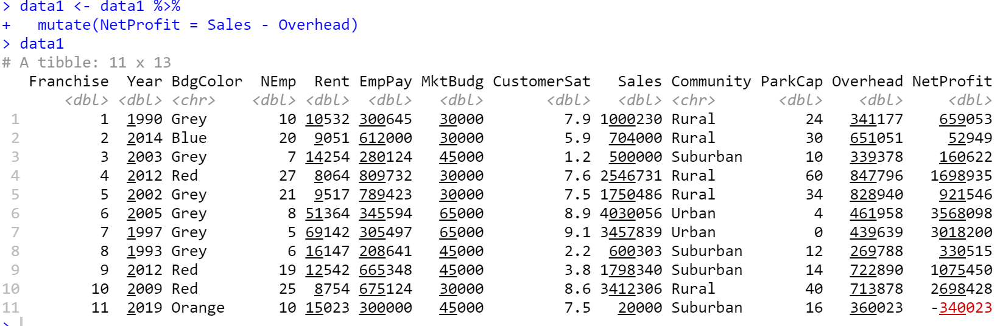 > data1 <- data1 %>%
+   mutate(NetProfit = Sales - Overhead)
> data1
# A tibble: 11 x 13
   Franchise  Year BdgColor  NEmp  Rent EmpPay MktBudg CustomerSat   Sales Community ParkCap Overhead NetProfit
       <dbl> <dbl> <chr>    <dbl> <dbl>  <dbl>   <dbl>       <dbl>   <dbl> <chr>       <dbl>    <dbl>     <dbl>
 1         1  1990 Grey        10 10532 300645   30000         7.9 1000230 Rural          24   341177    659053
 2         2  2014 Blue        20  9051 612000   30000         5.9  704000 Rural          30   651051     52949
 3         3  2003 Grey         7 14254 280124   45000         1.2  500000 Suburban       10   339378    160622
 4         4  2012 Red         27  8064 809732   30000         7.6 2546731 Rural          60   847796   1698935
 5         5  2002 Grey        21  9517 789423   30000         7.5 1750486 Rural          34   828940    921546
 6         6  2005 Grey         8 51364 345594   65000         8.9 4030056 Urban           4   461958   3568098
 7         7  1997 Grey         5 69142 305497   65000         9.1 3457839 Urban           0   439639   3018200
 8         8  1993 Grey         6 16147 208641   45000         2.2  600303 Suburban       12   269788    330515
 9         9  2012 Red         19 12542 665348   45000         3.8 1798340 Suburban       14   722890   1075450
10        10  2009 Red         25  8754 675124   30000         8.6 3412306 Rural          40   713878   2698428
11        11  2019 Orange      10 15023 300000   45000         7.5   20000 Suburban       16   360023   -340023
>